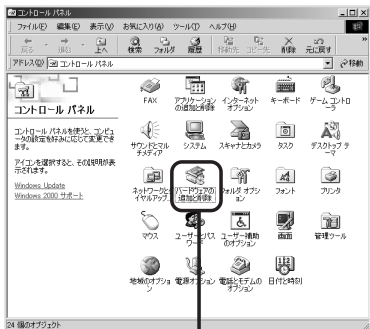 コントロール パネル
ファイル(F) 編集(E) 表示(V) お気に入り(A) ツール(T) ヘルプ(H)
戻る 進む 上へ 検索 フォルダ 履歴 移動先 コピー先 削除 元に戻す »
アドレス(D) コントロール パネル 移動
コントロール パネル
コントロール パネルを使うと、コンピュ
ータの設定を好みに応じて変更でき
ます。
アイコンを選択すると、その説明が表
示されます。
Windows Update
Windows 2000 サポート
FAX
アプリケーション
の追加と削除
インターネット
オプション
キーボード
ゲーム コントロ
ーラ
サウンドとマル
チメディア
システム
スキャナとカメラ
タスク
デスクトップ テ
ーマ
ネットワークとダ
イヤルアップ...
ハードウェアの
追加と削除
フォルダ オプシ
ョン
フォント
プリンタ
マウス
ユーザーとパス
ワード
ユーザー補助
のオプション
画面
管理ツール
地域のオプショ
ン
電源オプション
電話とモデムの
オプション
日付と時刻
24 個のオブジェクト